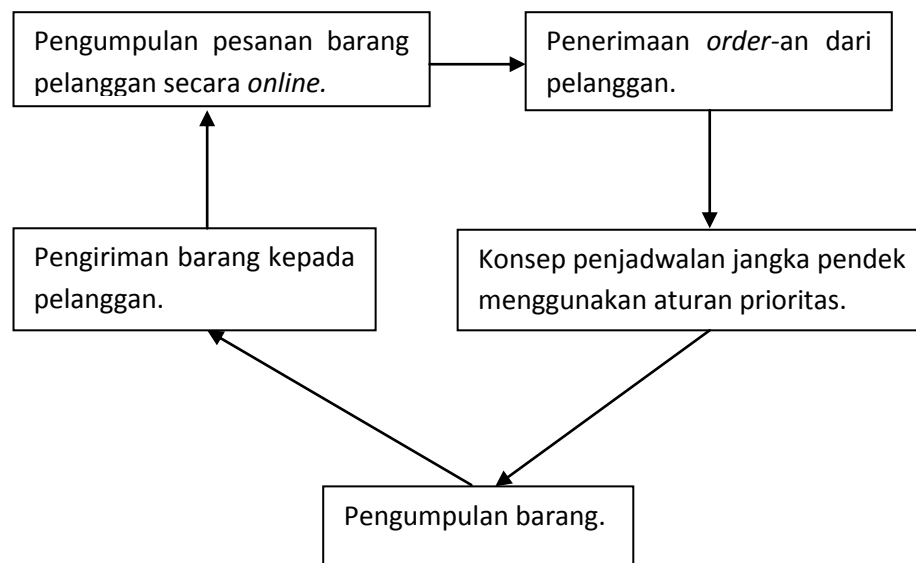 Pengumpulan pesanan barang
pelanggan secara online.
Penerimaan order-an dari
pelanggan.
Pengiriman barang kepada
pelanggan.
Konsep penjadwalan jangka pendek
menggunakan aturan prioritas.
Pengumpulan barang.